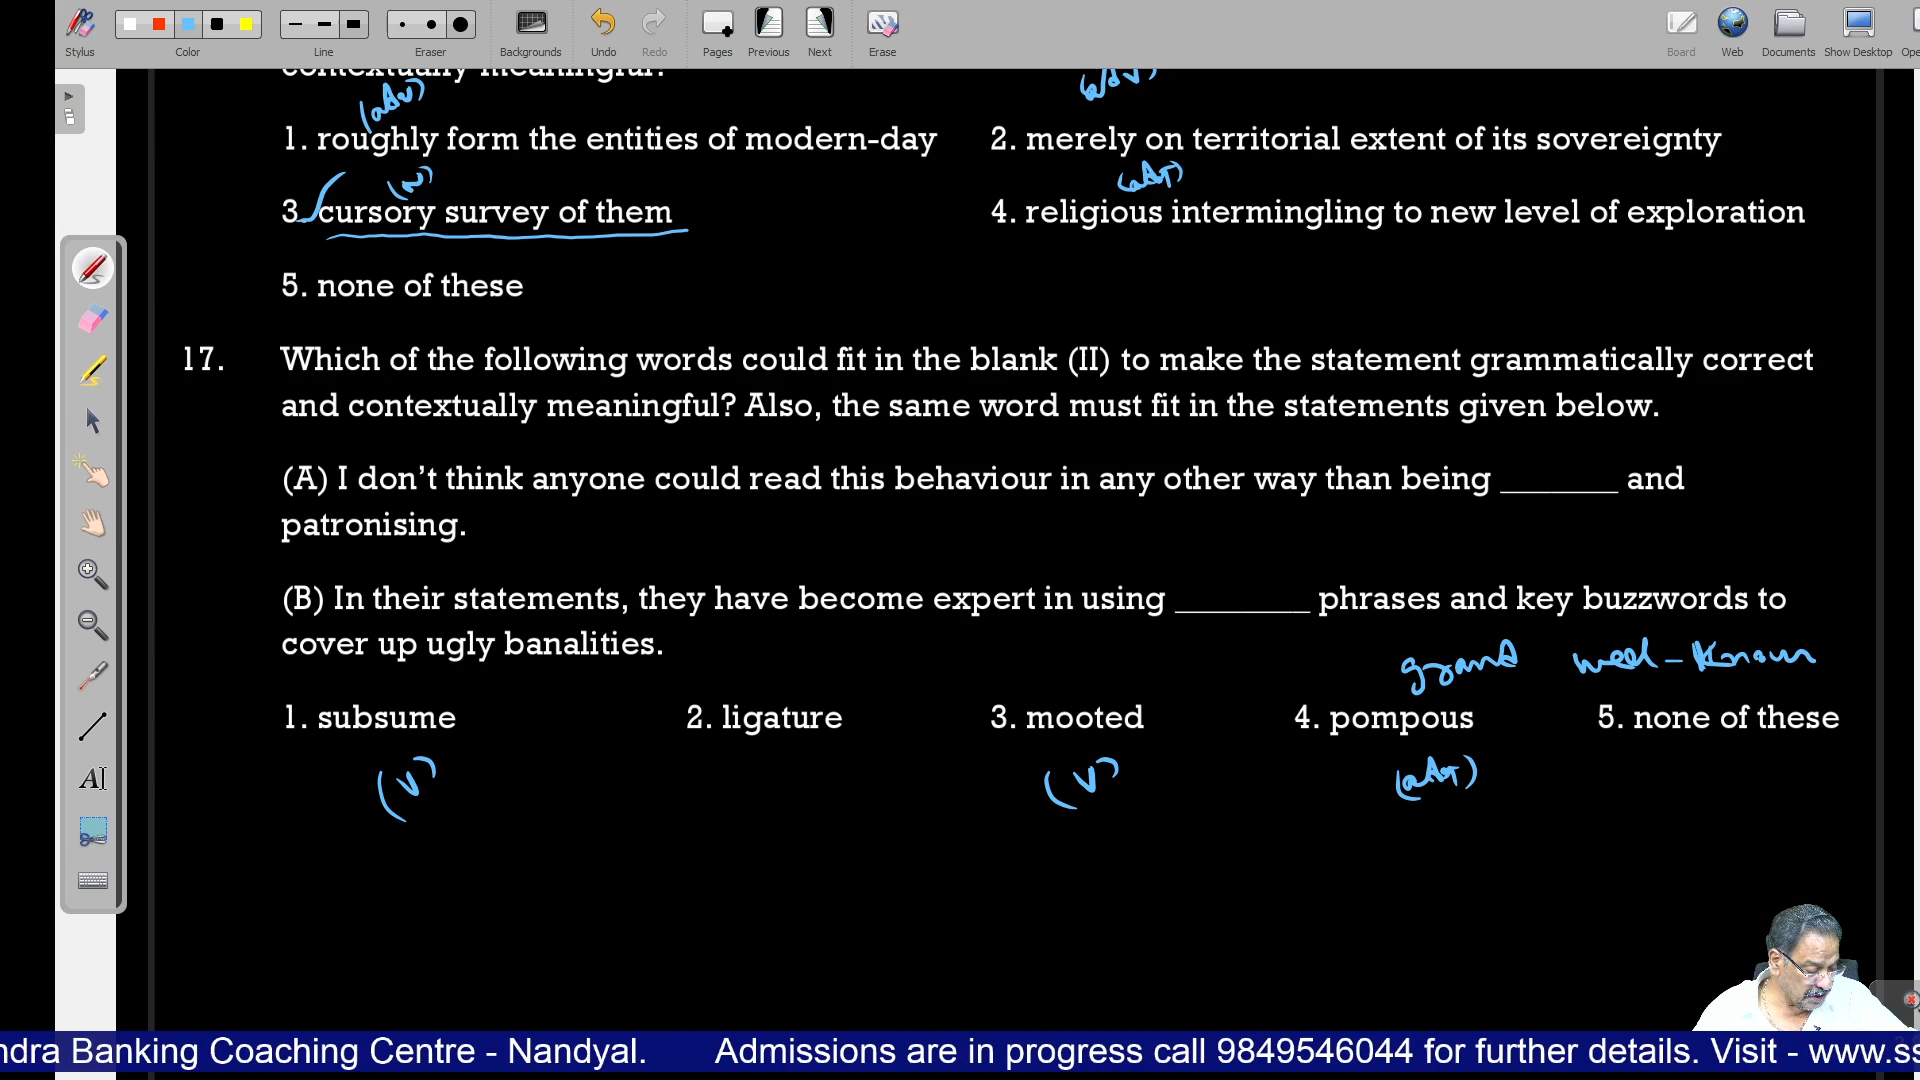 Stylus Color Line Eraser Backgrounds Undo Redo Pages Previous Next Erase Board Web Documents Show Desktop Ope
contextually meaningful?
(adv) (adv)
1. roughly form the entities of modern-day 2. merely on territorial extent of its sovereignty
(N) (adj)
3. cursory survey of them 4. religious intermingling to new level of exploration
5. none of these
17. Which of the following words could fit in the blank (II) to make the statement grammatically correct
and contextually meaningful? Also, the same word must fit in the statements given below.
(A) I don't think anyone could read this behaviour in any other way than being _______ and
patronising.
(B) In their statements, they have become expert in using ________ phrases and key buzzwords to
cover up ugly banalities.
grand well-known
1. subsume 2. ligature 3. mooted 4. pompous 5. none of these
(V) (V) (adj)
AI
ndra Banking Coaching Centre - Nandyal. Admissions are in progress call 9849546044 for further details. Visit - www.ss